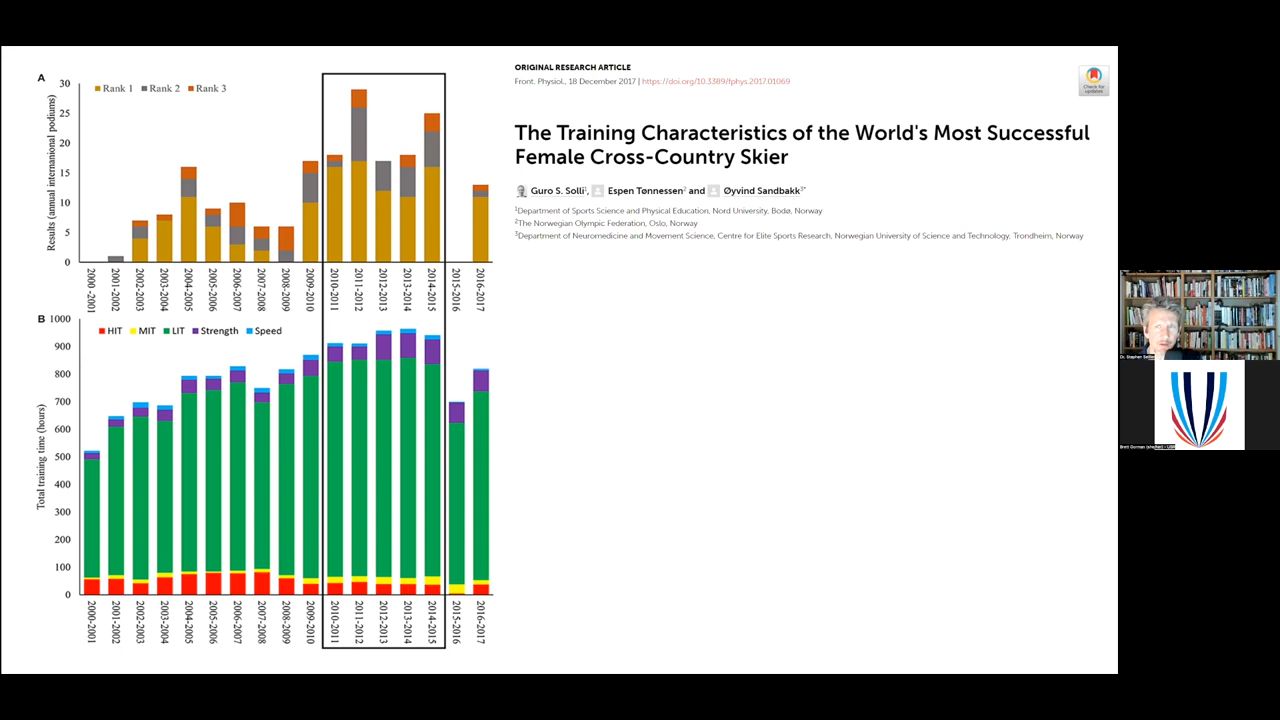 A
Results (annual internanional podiums)
30
25
20
15
10
5
0
Rank 1
Rank 2
Rank 3
2000 -2001
2001-2002
2002-2003
2003-2004
2004-2005
2005-2006
2006-2007
2007-2008
2008-2009
2009-2010
2010-2011
2011-2012
2012-2013
2013-2014
2014-2015
2015-2016
2016-2017
B
Total training time (hours)
1000
900
800
700
600
500
400
300
200
100
0
HIT
MIT
LIT
Strength
Speed
2000-2001
2001-2002
2002-2003
2003-2004
2004-2005
2005-2006
2006-2007
2007-2008
2008-2009
2009-2010
2010-2011
2011-2012
2012-2013
2013-2014
2014-2015
2015-2016
2016-2017
ORIGINAL RESEARCH ARTICLE
Front. Physiol., 18 December 2017 | https://doi.org/10.3389/fphys.2017.01069
Check for
updates
The Training Characteristics of the World's Most Successful
Female Cross-Country Skier
Guro S. Solli1, Espen Tønnessen2 and Øyvind Sandbakk3*
1Department of Sports Science and Physical Education, Nord University, Bodø, Norway
2The Norwegian Olympic Federation, Oslo, Norway
3Department of Neuromedicine and Movement Science, Centre for Elite Sports Research, Norwegian University of Science and Technology, Trondheim, Norway
Dr. Stephen Seiler
Brett Gorman